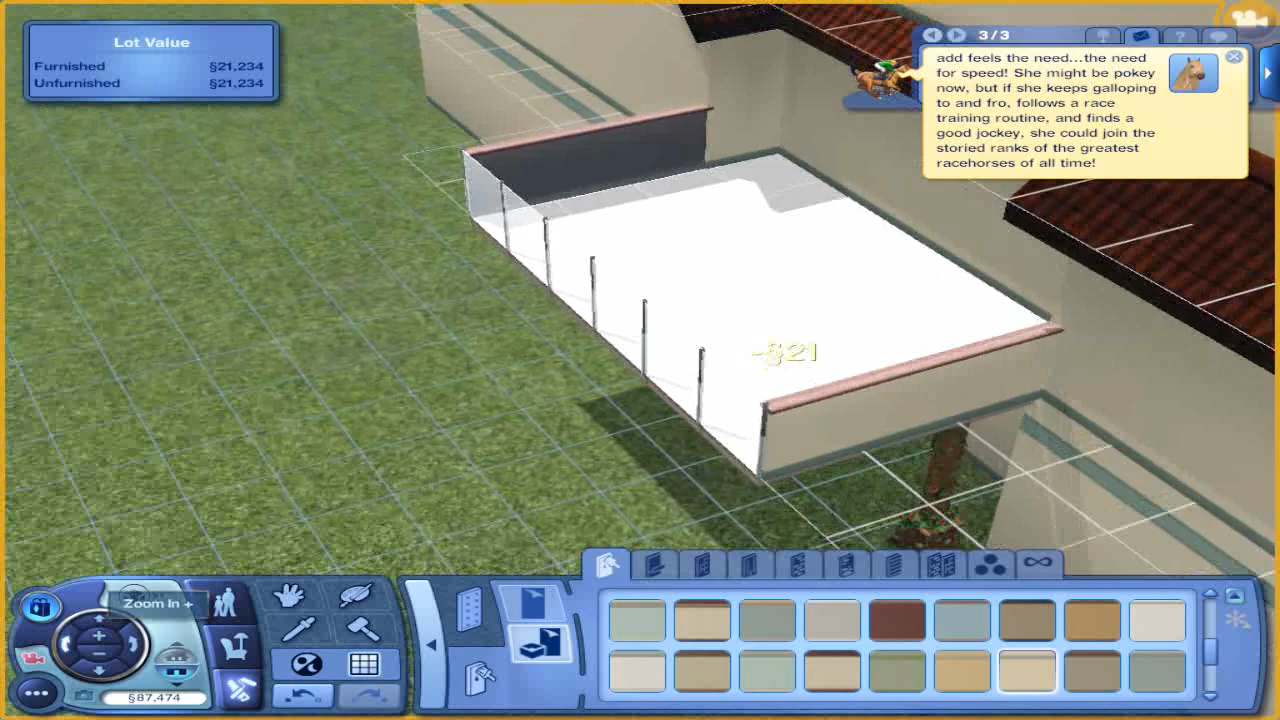 Lot Value
Furnished §21,234
Unfurnished §21,234
3/3
add feels the need...the need
for speed! She might be pokey
now, but if she keeps galloping
to and fro, follows a race
training routine, and finds a
good jockey, she could join the
storied ranks of the greatest
racehorses of all time!
-§21
Zoom In +
§87,474